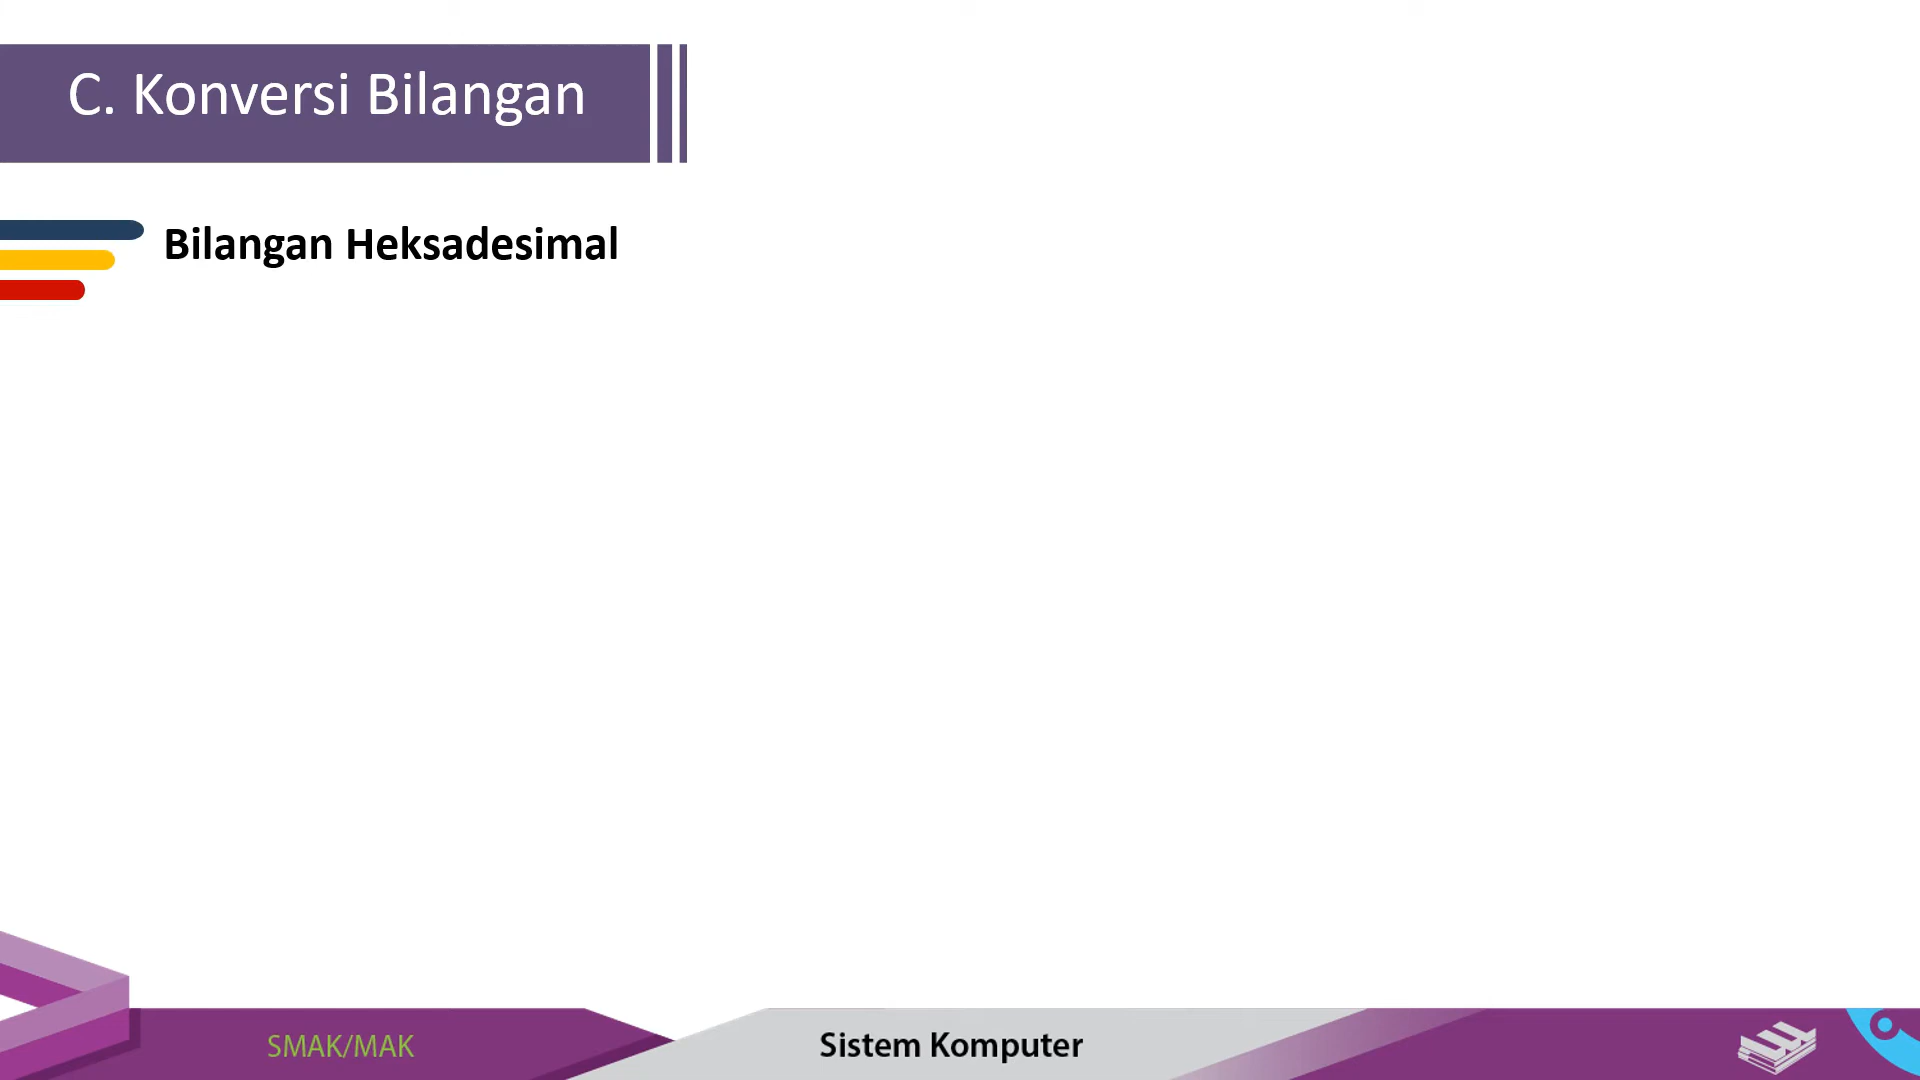 C. Konversi Bilangan
Bilangan Heksadesimal
SMAK/MAK
Sistem Komputer